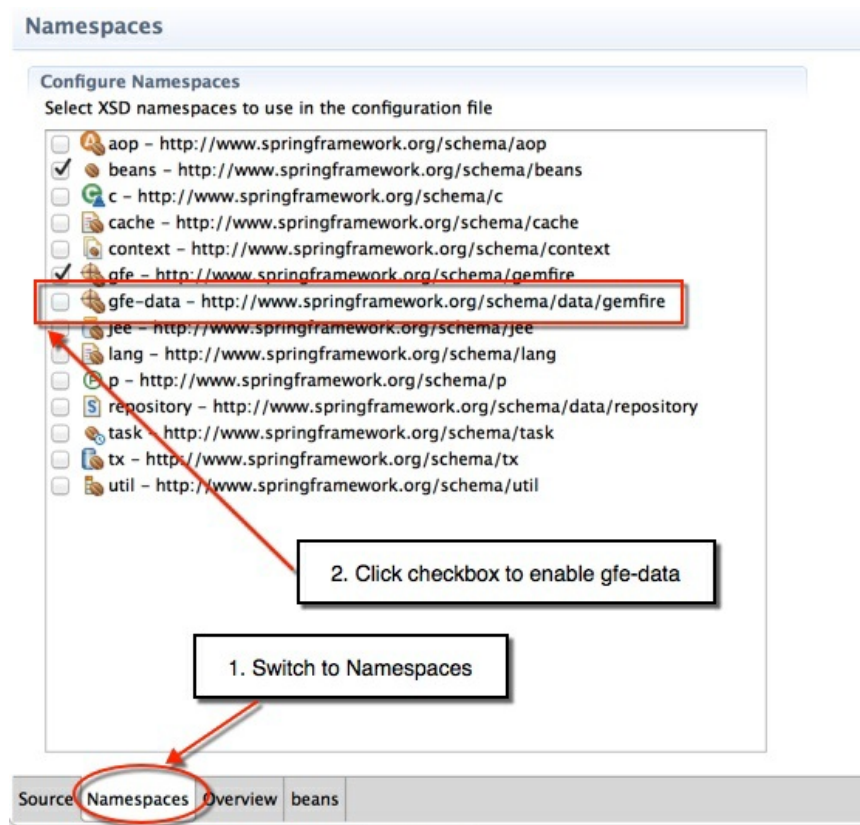 Namespaces
Configure Namespaces
Select XSD namespaces to use in the configuration file
aop - http://www.springframework.org/schema/aop
beans - http://www.springframework.org/schema/beans
c - http://www.springframework.org/schema/c
cache - http://www.springframework.org/schema/cache
context - http://www.springframework.org/schema/context
gfe - http://www.springframework.org/schema/gemfire
gfe-data - http://www.springframework.org/schema/data/gemfire
jee - http://www.springframework.org/schema/jee
lang - http://www.springframework.org/schema/lang
p - http://www.springframework.org/schema/p
repository - http://www.springframework.org/schema/data/repository
task - http://www.springframework.org/schema/task
tx - http://www.springframework.org/schema/tx
util - http://www.springframework.org/schema/util
2. Click checkbox to enable gfe-data
1. Switch to Namespaces
Source Namespaces Overview beans